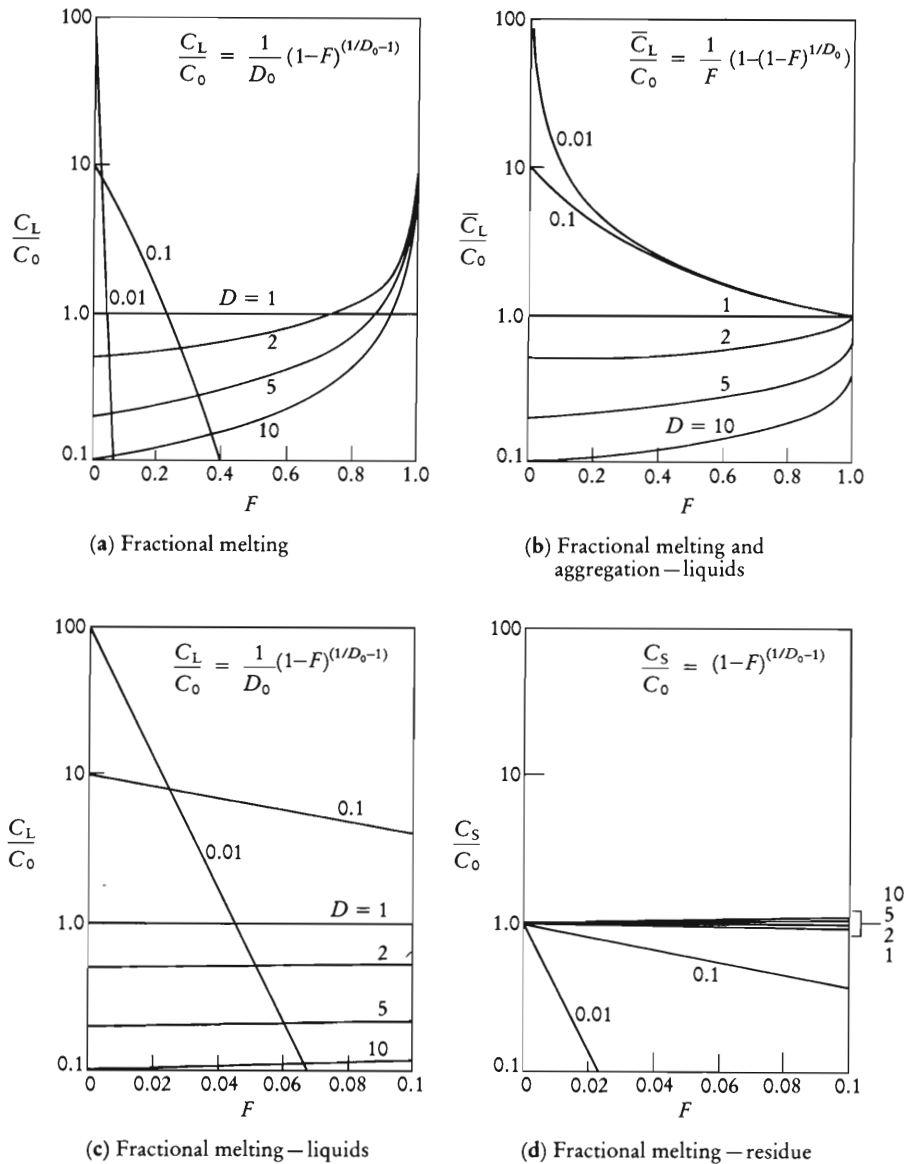 C_L/C_0 = 1/D_0 (1–F)^(1/D_0–1)
100
10
1.0
0.1
C_L/C_0
0.01
0.1
D = 1
2
5
10
0 0.2 0.4 0.6 0.8 1.0
F
(a) Fractional melting
C̅_L/C_0 = 1/F (1–(1–F)^1/D_0)
100
10
1.0
0.1
C̅_L/C_0
0.01
0.1
1
2
5
D = 10
0 0.2 0.4 0.6 0.8 1.0
F
(b) Fractional melting and
aggregation—liquids
C_L/C_0 = 1/D_0 (1–F)^(1/D_0–1)
100
10
1.0
0.1
C_L/C_0
0.1
0.01
D = 1
2
5
10
0 0.02 0.04 0.06 0.08 0.1
F
(c) Fractional melting—liquids
C_S/C_0 = (1–F)^(1/D_0–1)
100
10
1.0
0.1
C_S/C_0
10
5
2
1
0.1
0.01
0 0.02 0.04 0.06 0.08 0.1
F
(d) Fractional melting—residue